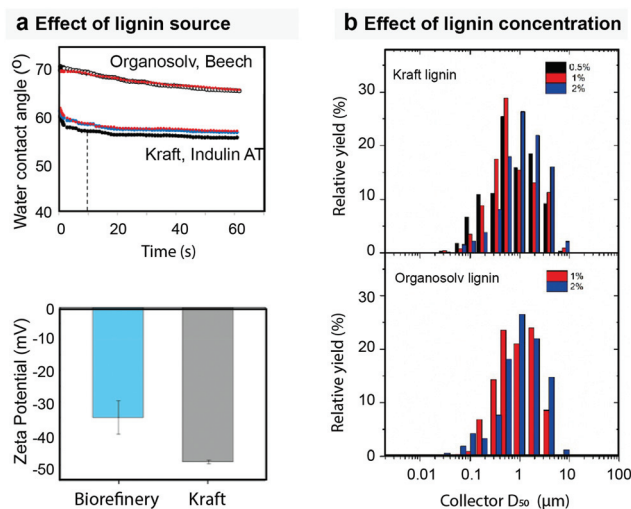 a Effect of lignin source
Water contact angle (º)
70
60
50
40
Organosolv, Beech
Kraft, Indulin AT
0
20
40
60
80
Time (s)
Zeta Potential (mV)
0
-10
-20
-30
-40
-50
Biorefinery
Kraft
b Effect of lignin concentration
Relative yield (%)
30
20
10
0
Kraft lignin
0.5%
1%
2%
Relative yield (%)
30
20
10
0
Organosolv lignin
1%
2%
0.01
0.1
1
10
100
Collector D50 (µm)